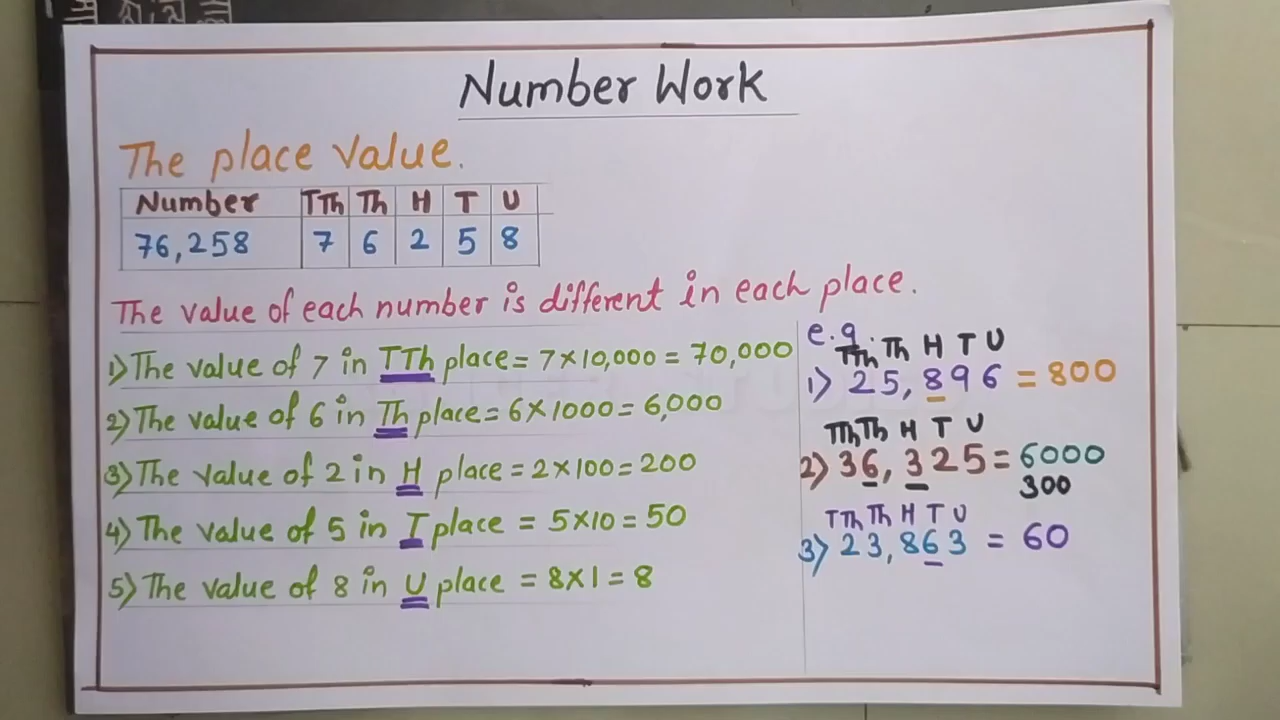 Number Work
The place value.
Number TTh Th H T U
76,258 7 6 2 5 8
The value of each number is different in each place.
1) The value of 7 in TTh place = 7×10,000 = 70,000
2) The value of 6 in Th place = 6×1000 = 6,000
3) The value of 2 in H place = 2×100 = 200
4) The value of 5 in T place = 5×10 = 50
5) The value of 8 in U place = 8×1 = 8
e.g.
TTh Th H T U
1) 25,896 = 800
TTh Th H T U
2) 36,325 = 6000
300
TTh Th H T U
3) 23,863 = 60